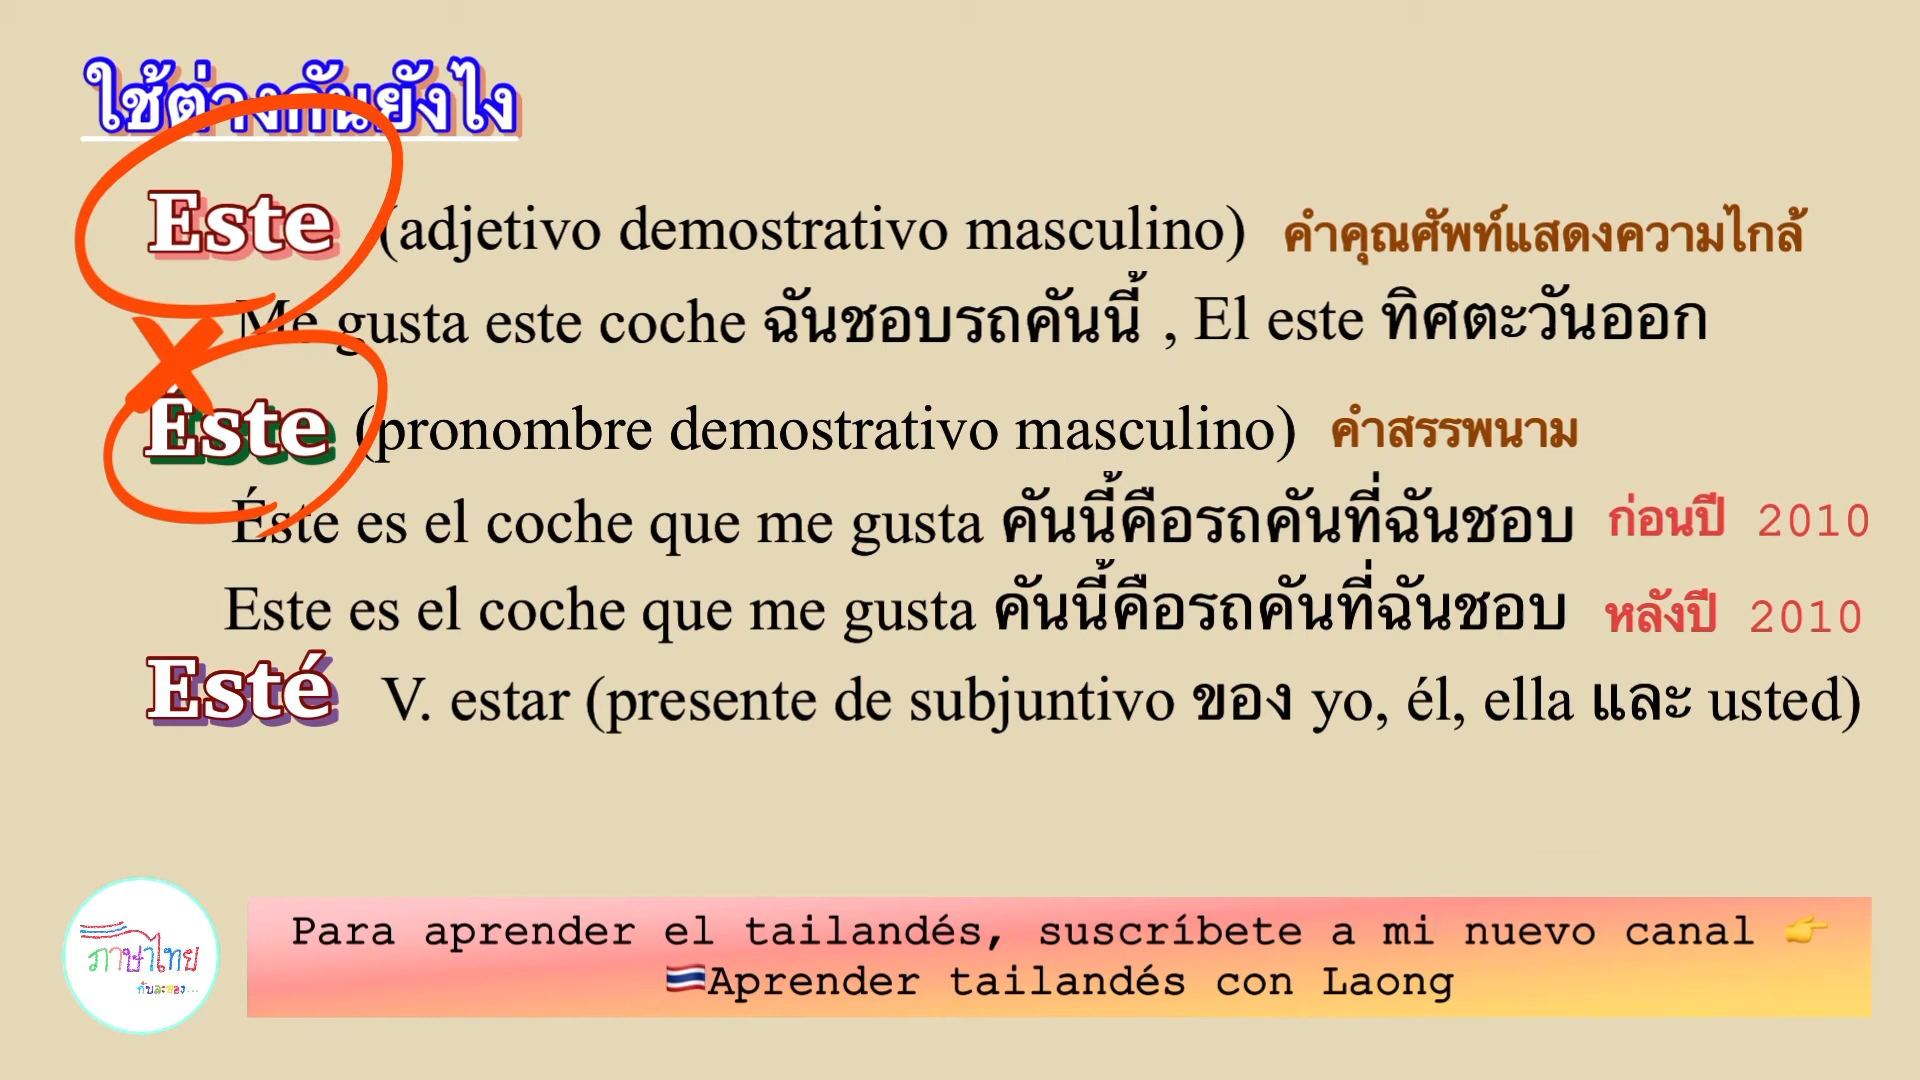 ใช้ต่างกันยังไง
Este (adjetivo demostrativo masculino) คำคุณศัพท์แสดงความไกล้
Me gusta este coche ฉันชอบรถคันนี้ , El este ทิศตะวันออก
Éste (pronombre demostrativo masculino) คำสรรพนาม
Éste es el coche que me gusta คันนี้คือรถคันที่ฉันชอบ ก่อนปี 2010
Este es el coche que me gusta คันนี้คือรถคันที่ฉันชอบ หลังปี 2010
Esté V. estar (presente de subjuntivo ของ yo, él, ella และ usted)
ภาษาไทย
กับละออง...
Para aprender el tailandés, suscríbete a mi nuevo canal 👉
🇹🇭Aprender tailandés con Laong